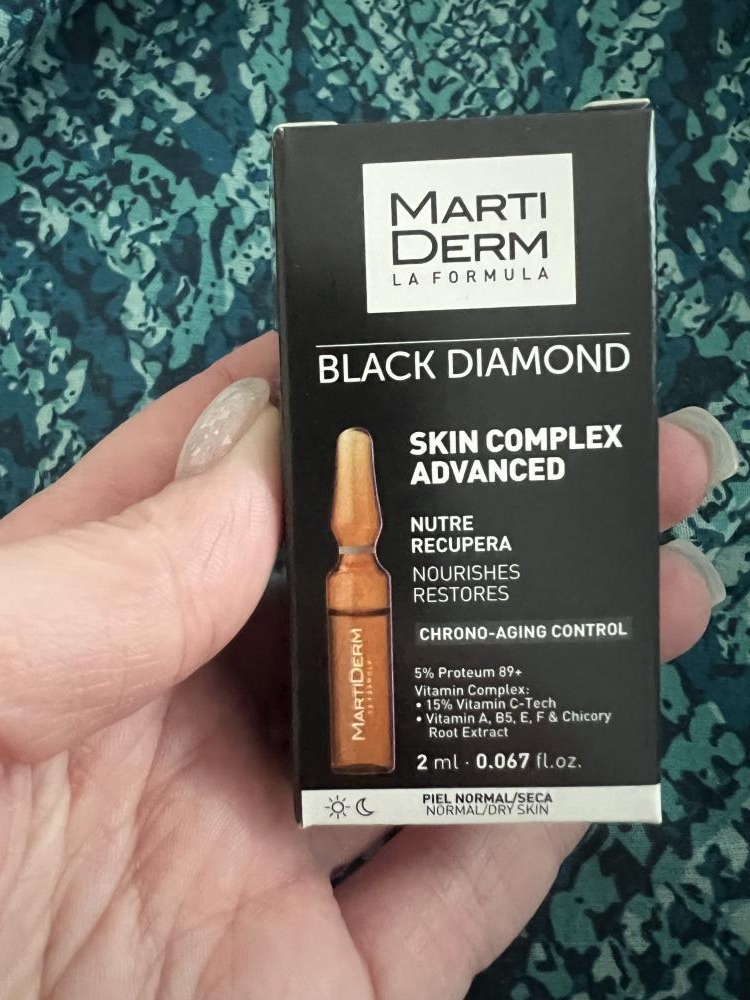 MARTI
DERM
LA FORMULA
BLACK DIAMOND
SKIN COMPLEX
ADVANCED
NUTRE
RECUPERA
NOURISHES
RESTORES
CHRONO-AGING CONTROL
5% Proteum 89+
Vitamin Complex:
• 15% Vitamin C-Tech
• Vitamin A, B5, E, F & Chicory
Root Extract
2 ml · 0.067 fl.oz.
PIEL NORMAL/SECA
NORMAL/DRY SKIN
MARTIDERM
LA FORMULA